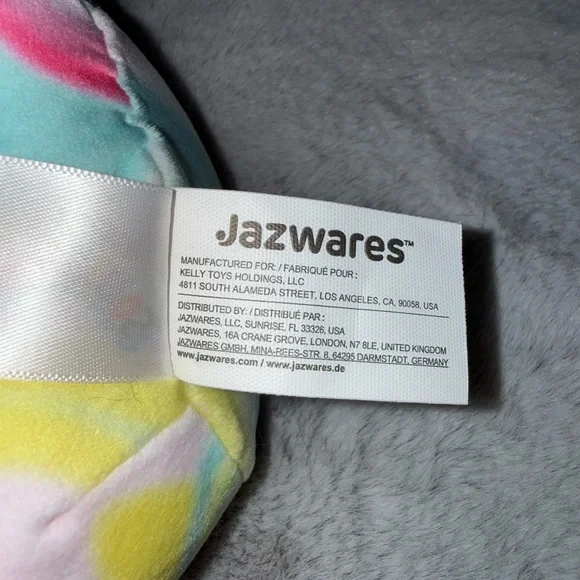 Jazwares™
MANUFACTURED FOR: / FABRIQUÉ POUR :
KELLY TOYS HOLDINGS, LLC
4811 SOUTH ALAMEDA STREET, LOS ANGELES, CA. 90058, USA
DISTRIBUTED BY: / DISTRIBUÉ PAR :
JAZWARES, LLC, SUNRISE, FL 33326, USA
JAZWARES, 16A CRANE GROVE, LONDON, N7 8LE, UNITED KINGDOM
JAZWARES GMBH, MINA-REES-STR. 8, 64295 DARMSTADT, GERMANY
www.jazwares.com / www.jazwares.de